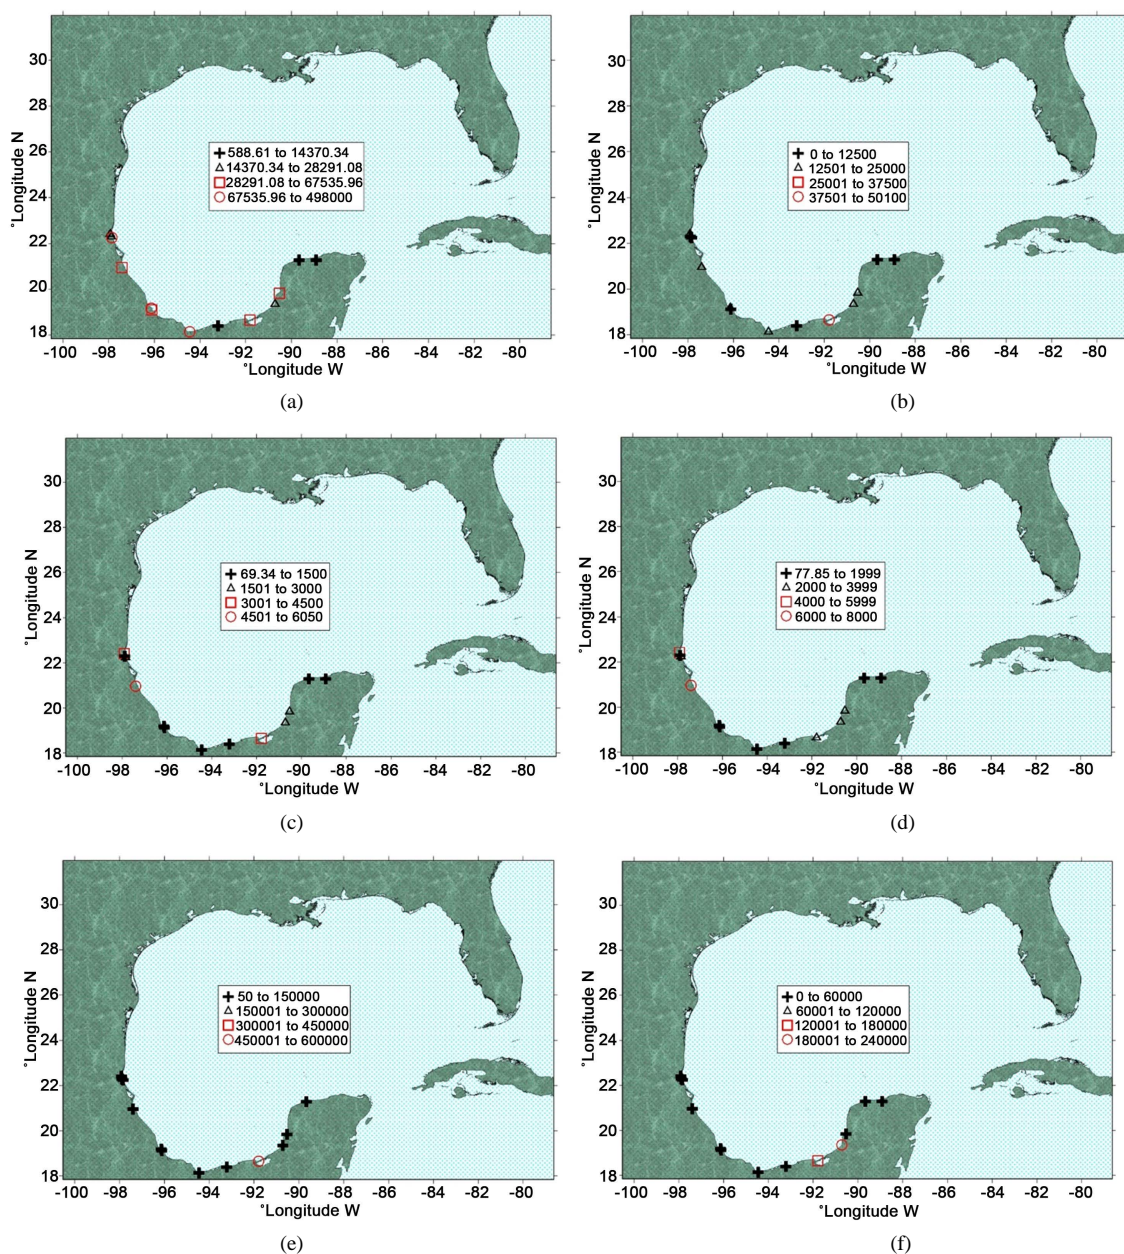 30
28
26
24
22
20
18
˚Longitude N
588.61 to 14370.34
14370.34 to 28291.08
28291.08 to 67535.96
67535.96 to 498000
-100 -98 -96 -94 -92 -90 -88 -86 -84 -82 -80
˚Longitude W
(a)
30
28
26
24
22
20
18
˚Longitude N
0 to 12500
12501 to 25000
25001 to 37500
37501 to 50100
-100 -98 -96 -94 -92 -90 -88 -86 -84 -82 -80
˚Longitude W
(b)
30
28
26
24
22
20
18
˚Longitude N
69.34 to 1500
1501 to 3000
3001 to 4500
4501 to 6050
-100 -98 -96 -94 -92 -90 -88 -86 -84 -82 -80
˚Longitude W
(c)
30
28
26
24
22
20
18
˚Longitude N
77.85 to 1999
2000 to 3999
4000 to 5999
6000 to 8000
-100 -98 -96 -94 -92 -90 -88 -86 -84 -82 -80
˚Longitude W
(d)
30
28
26
24
22
20
18
˚Longitude N
50 to 150000
150001 to 300000
300001 to 450000
450001 to 600000
-100 -98 -96 -94 -92 -90 -88 -86 -84 -82 -80
˚Longitude W
(e)
30
28
26
24
22
20
18
˚Longitude N
0 to 60000
60001 to 120000
120001 to 180000
180001 to 240000
-100 -98 -96 -94 -92 -90 -88 -86 -84 -82 -80
˚Longitude W
(f)